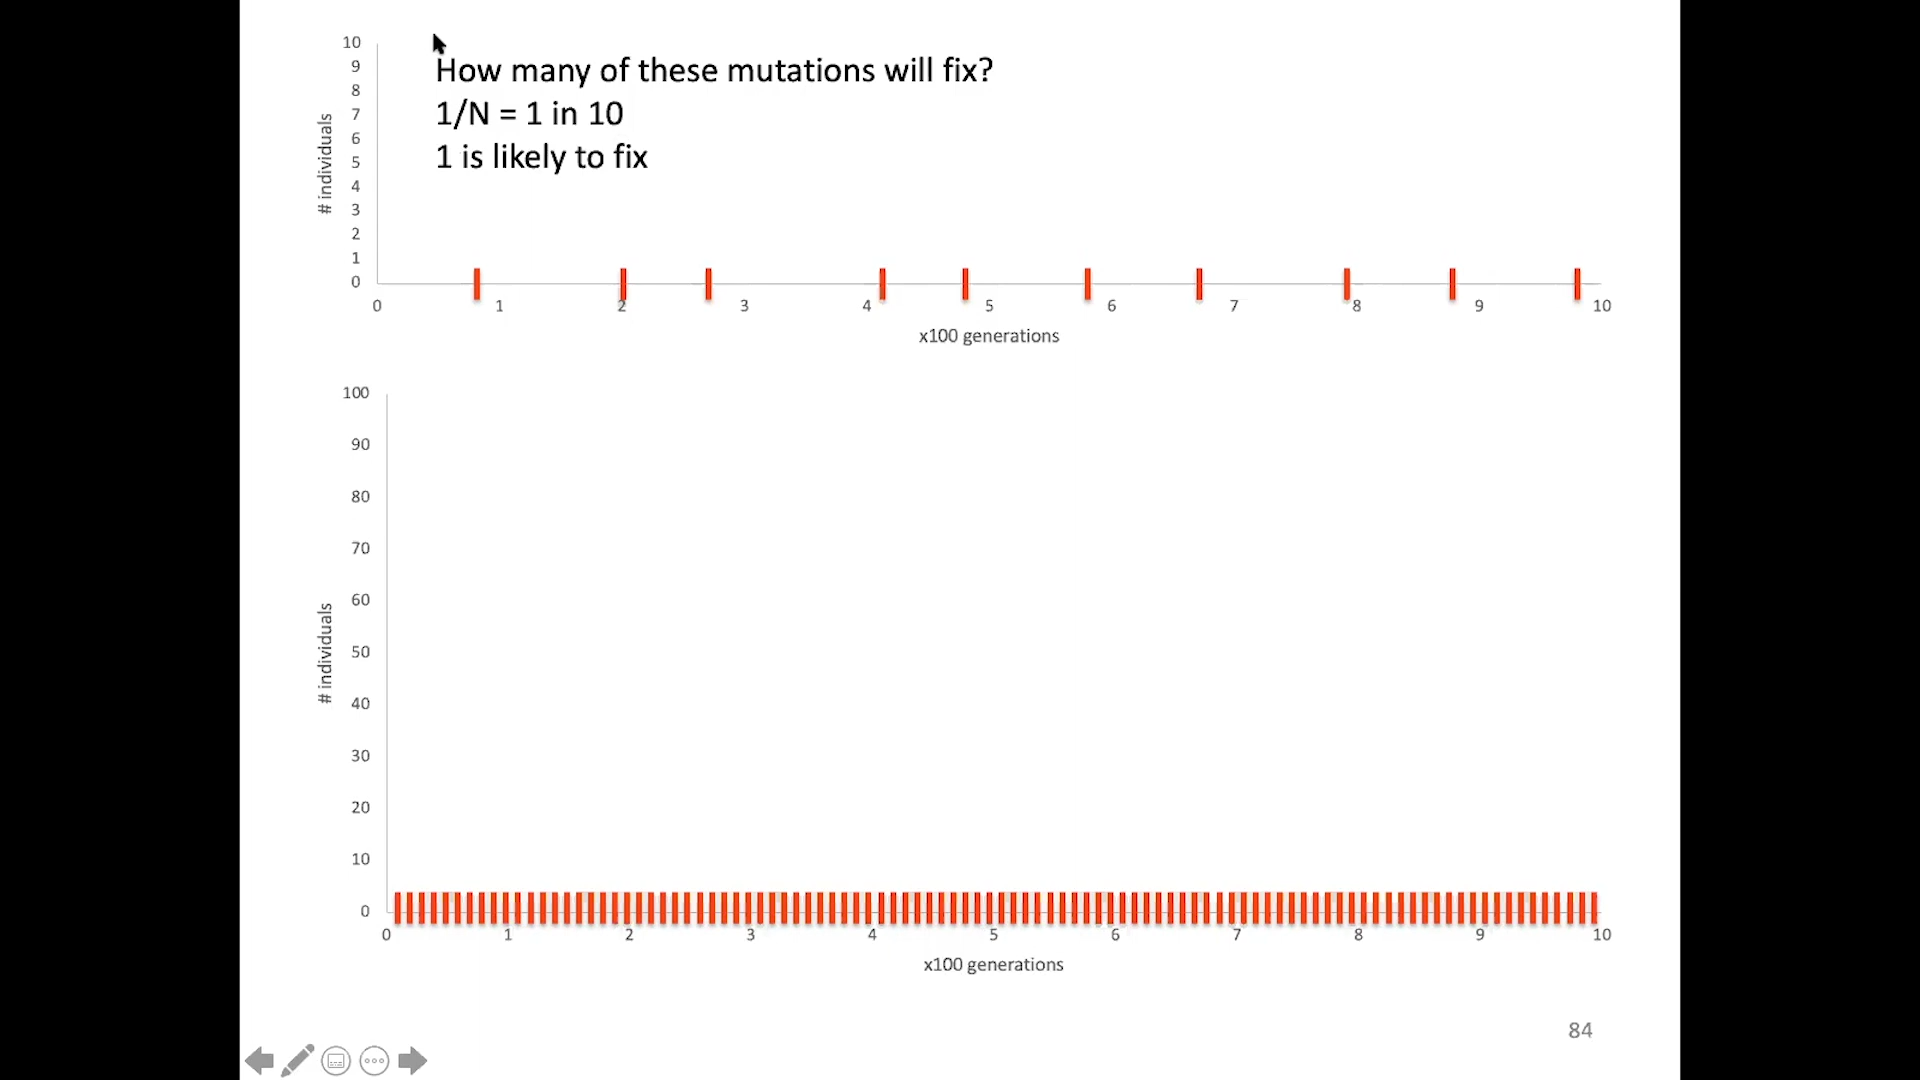 How many of these mutations will fix?
1/N = 1 in 10
1 is likely to fix
# individuals
10
9
8
7
6
5
4
3
2
1
0
0 1 2 3 4 5 6 7 8 9 10
x100 generations
# individuals
100
90
80
70
60
50
40
30
20
10
0
0 1 2 3 4 5 6 7 8 9 10
x100 generations
84